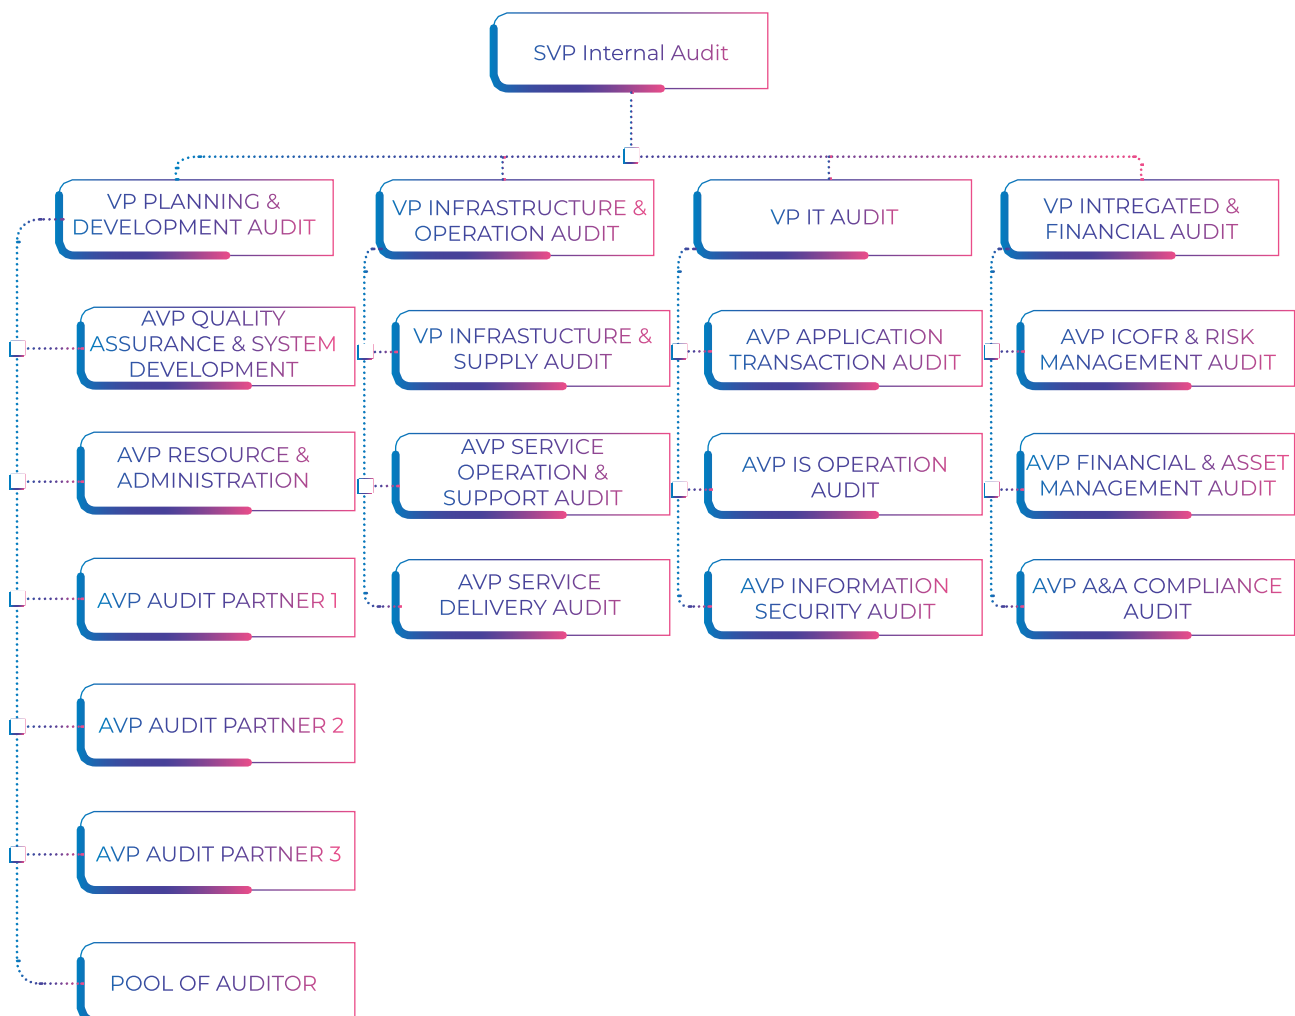 SVP Internal Audit
VP PLANNING &
DEVELOPMENT AUDIT
VP INFRASTRUCTURE &
OPERATION AUDIT
VP IT AUDIT
VP INTREGATED &
FINANCIAL AUDIT
AVP QUALITY
ASSURANCE & SYSTEM
DEVELOPMENT
AVP RESOURCE &
ADMINISTRATION
AVP AUDIT PARTNER 1
AVP AUDIT PARTNER 2
AVP AUDIT PARTNER 3
POOL OF AUDITOR
VP INFRASTUCTURE &
SUPPLY AUDIT
AVP SERVICE
OPERATION &
SUPPORT AUDIT
AVP SERVICE
DELIVERY AUDIT
AVP APPLICATION
TRANSACTION AUDIT
AVP IS OPERATION
AUDIT
AVP INFORMATION
SECURITY AUDIT
AVP ICOFR & RISK
MANAGEMENT AUDIT
AVP FINANCIAL & ASSET
MANAGEMENT AUDIT
AVP A&A COMPLIANCE
AUDIT